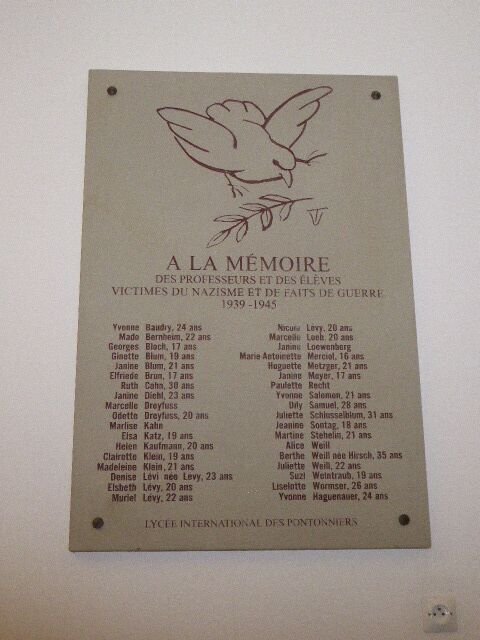 A LA MÉMOIRE
DES PROFESSEURS ET DES ÉLÈVES
VICTIMES DU NAZISME ET DE FAITS DE GUERRE
1939-1945
Yvonne Baudry, 24 ans
Mado Bernheim, 22 ans
Georges Bloch, 17 ans
Ginette Blum, 19 ans
Janine Blum, 21 ans
Elfriede Brun, 17 ans
Ruth Cahn, 30 ans
Janine Diehl, 23 ans
Marcelle Dreyfuss
Odette Dreyfuss, 20 ans
Marlise Kahn
Elsa Katz, 19 ans
Helen Kaufmann, 20 ans
Clairette Klein, 19 ans
Madeleine Klein, 21 ans
Denise Lévi née Levy, 23 ans
Elsbeth Lévy, 20 ans
Muriel Lévy, 22 ans
Nicole Levy, 20 ans
Marcelle Loeb, 20 ans
Janine Loewenberg
Marie-Antoinette Merciol, 16 ans
Huguette Metzger, 21 ans
Janine Meyer, 17 ans
Paulette Recht
Yvonne Salomon, 21 ans
Dily Samuel, 28 ans
Juliette Schlusselblum, 31 ans
Jeanine Sontag, 18 ans
Martine Stehelin, 21 ans
Alice Weill
Berthe Weill née Hirsch, 35 ans
Juliette Weill, 22 ans
Suzi Weintraub, 19 ans
Liselotte Wormser, 26 ans
Yvonne Haguenauer, 24 ans
LYCÉE INTERNATIONAL DES PONTONNIERS